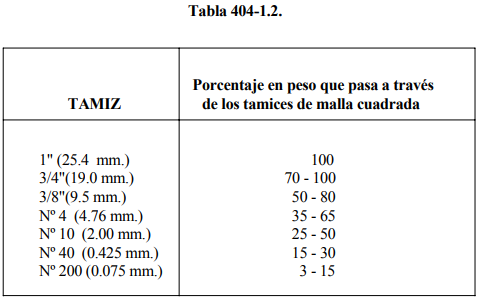 Tabla 404-1.2.
TAMIZ
Porcentaje en peso que pasa a través
de los tamices de malla cuadrada
1" (25.4 mm.) 100
3/4"(19.0 mm.) 70 - 100
3/8"(9.5 mm.) 50 - 80
Nº 4 (4.76 mm.) 35 - 65
Nº 10 (2.00 mm.) 25 - 50
Nº 40 (0.425 mm.) 15 - 30
Nº 200 (0.075 mm.) 3 - 15